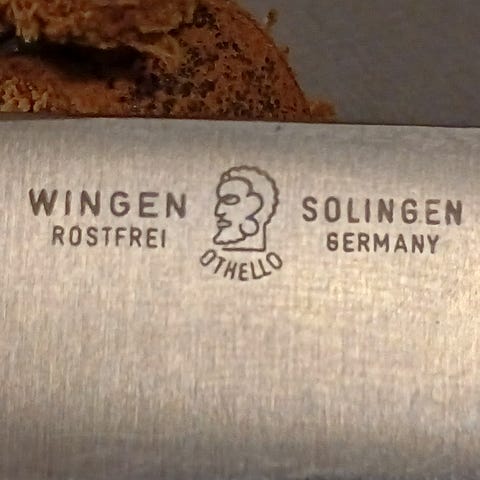 WINGEN SOLINGEN
ROSTFREI GERMANY
OTHELLO